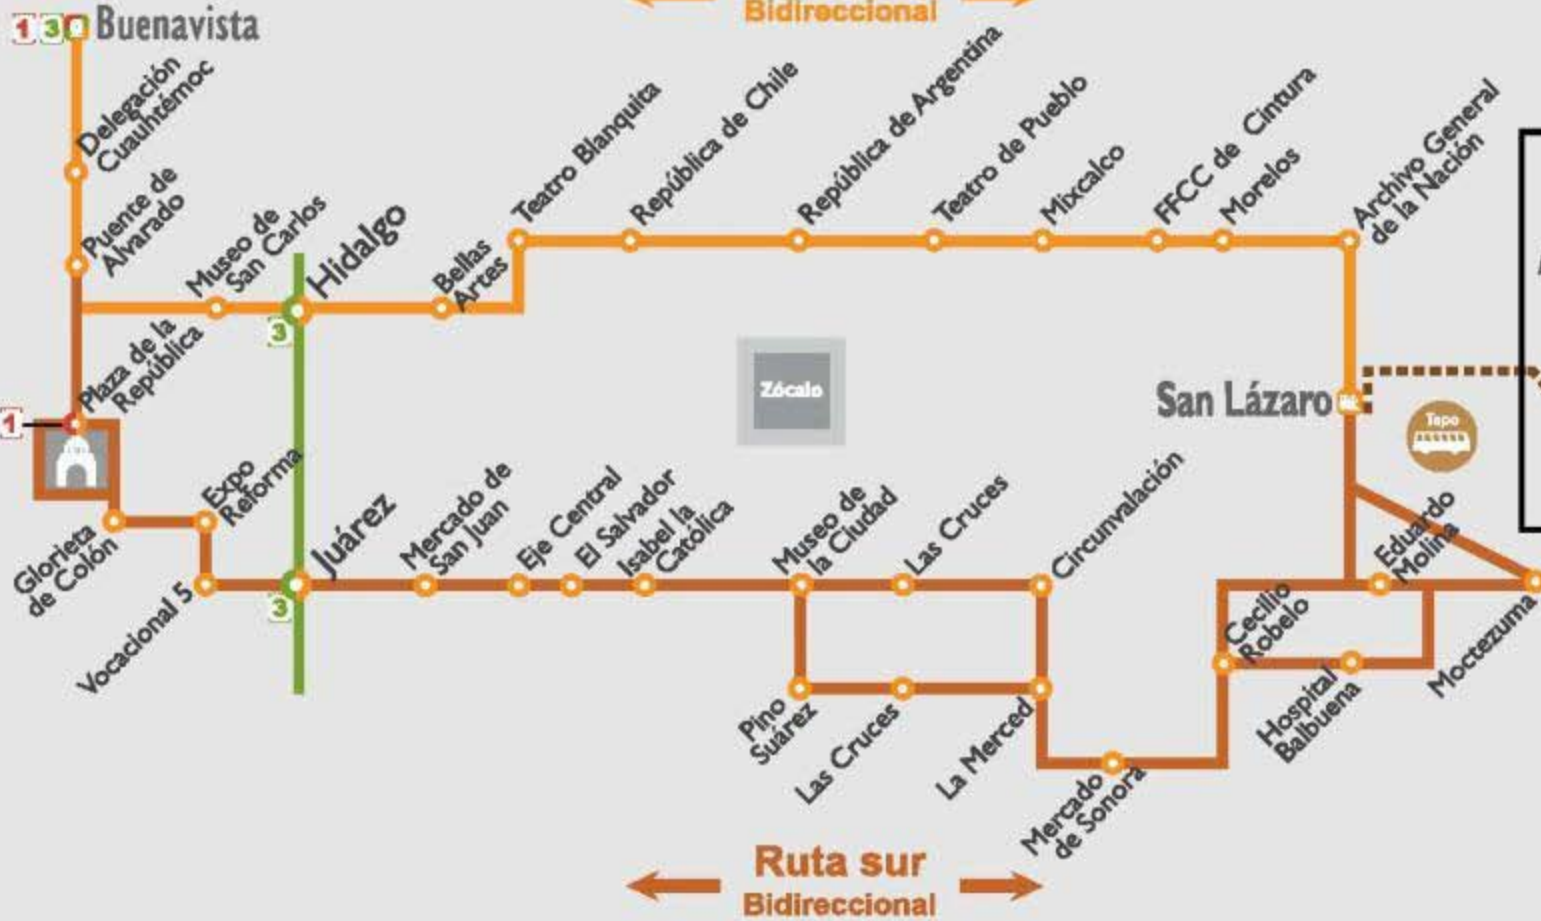 Bidireccional
1 3 Buenavista
Delegación
Cuauhtémoc
Puente de
Alvarado
Museo de
San Carlos
Hidalgo
3
Bellas
Artes
Teatro Blanquita
República de Chile
República de Argentina
Teatro de Pueblo
Mixcalco
FFCC de Cintura
Morelos
Archivo General
de la Nación
Plaza de la
República
1
Zócalo
San Lázaro
Tapo
Glorieta
de Colón
Expo
Reforma
Vocacional 5
Juárez
3
Mercado de
San Juan
Eje Central
El Salvador
Isabel la
Católica
Museo de
la Ciudad
Las Cruces
Circunvalación
Pino
Suárez
Las Cruces
La Merced
Mercado
de Sonora
Cecilio
Robelo
Hospital
Balbuena
Eduardo
Molina
Moctezuma
Ruta sur
Bidireccional